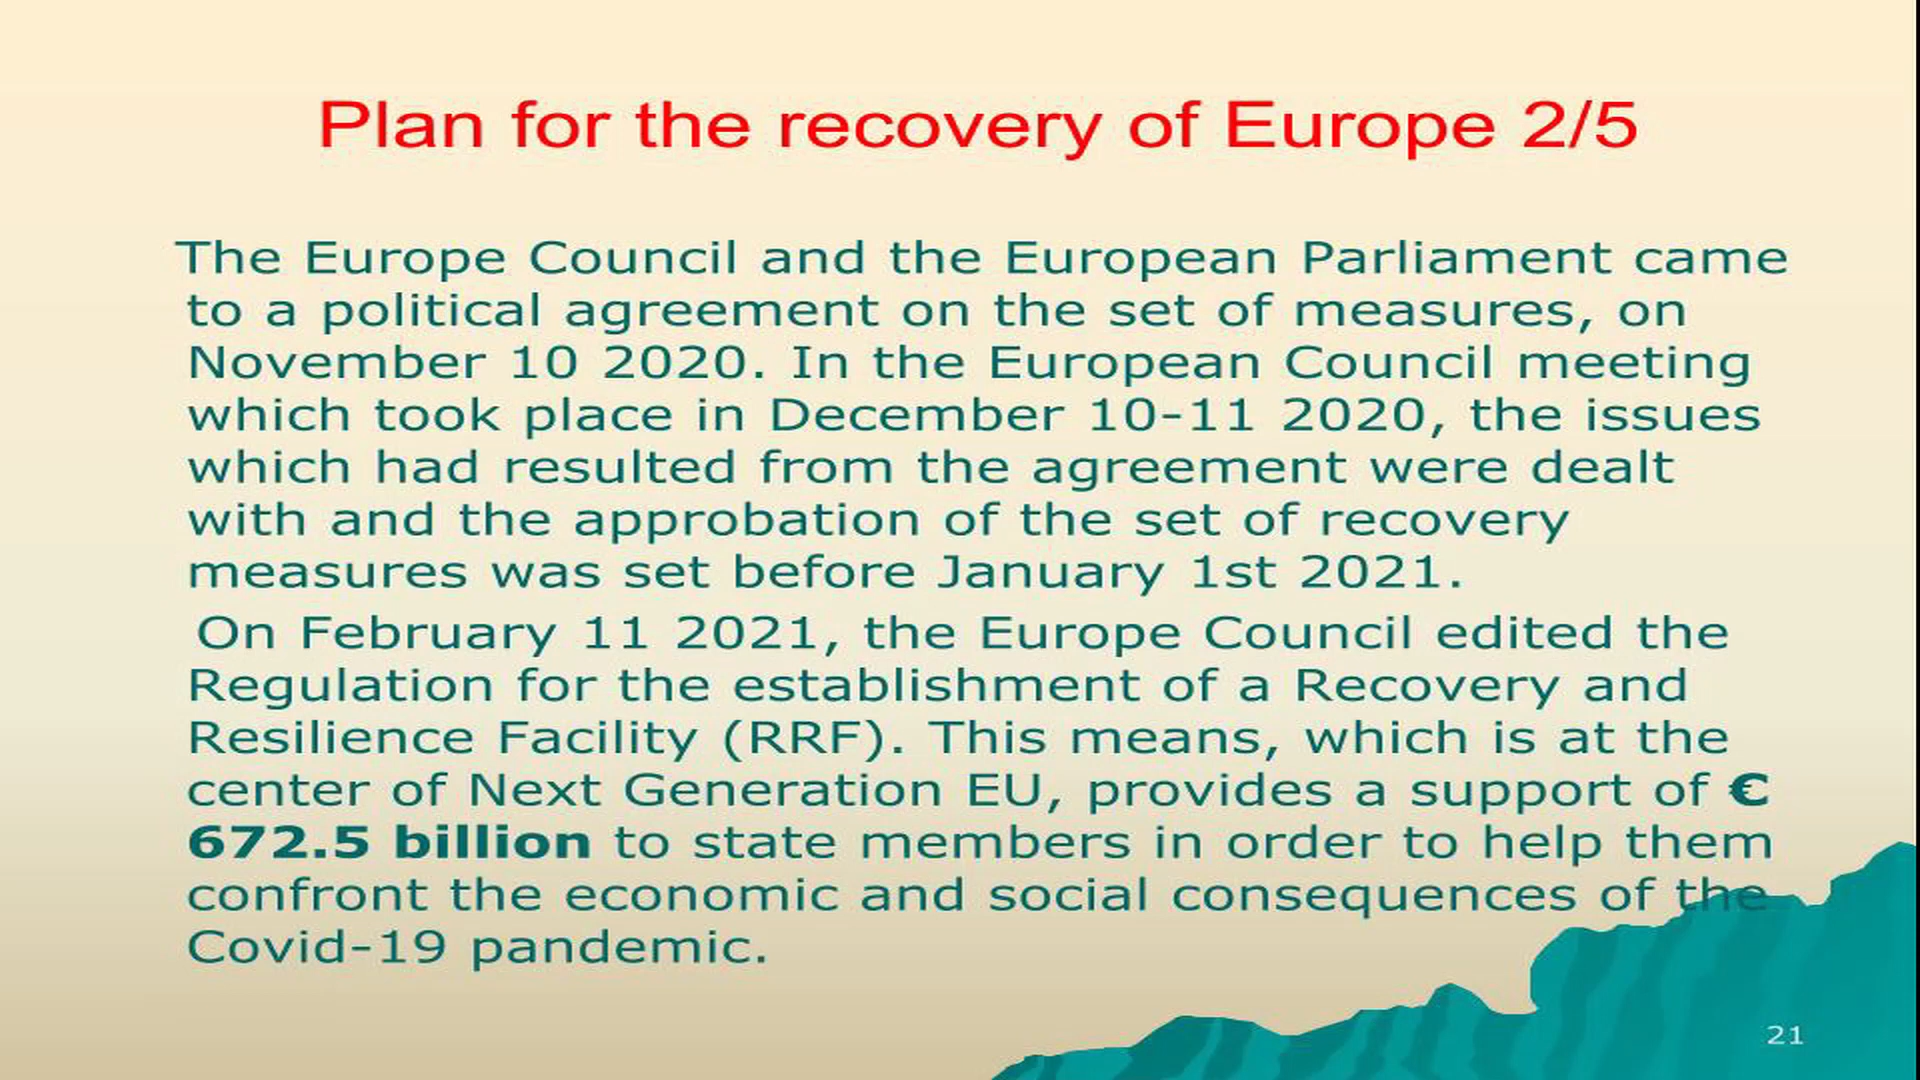 Plan for the recovery of Europe 2/5
The Europe Council and the European Parliament came
to a political agreement on the set of measures, on
November 10 2020. In the European Council meeting
which took place in December 10-11 2020, the issues
which had resulted from the agreement were dealt
with and the approbation of the set of recovery
measures was set before January 1st 2021.
On February 11 2021, the Europe Council edited the
Regulation for the establishment of a Recovery and
Resilience Facility (RRF). This means, which is at the
center of Next Generation EU, provides a support of €
672.5 billion to state members in order to help them
confront the economic and social consequences of the
Covid-19 pandemic.
21